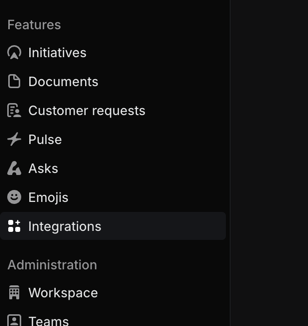 Features
Initiatives
Documents
Customer requests
Pulse
Asks
Emojis
Integrations
Administration
Workspace
Teams